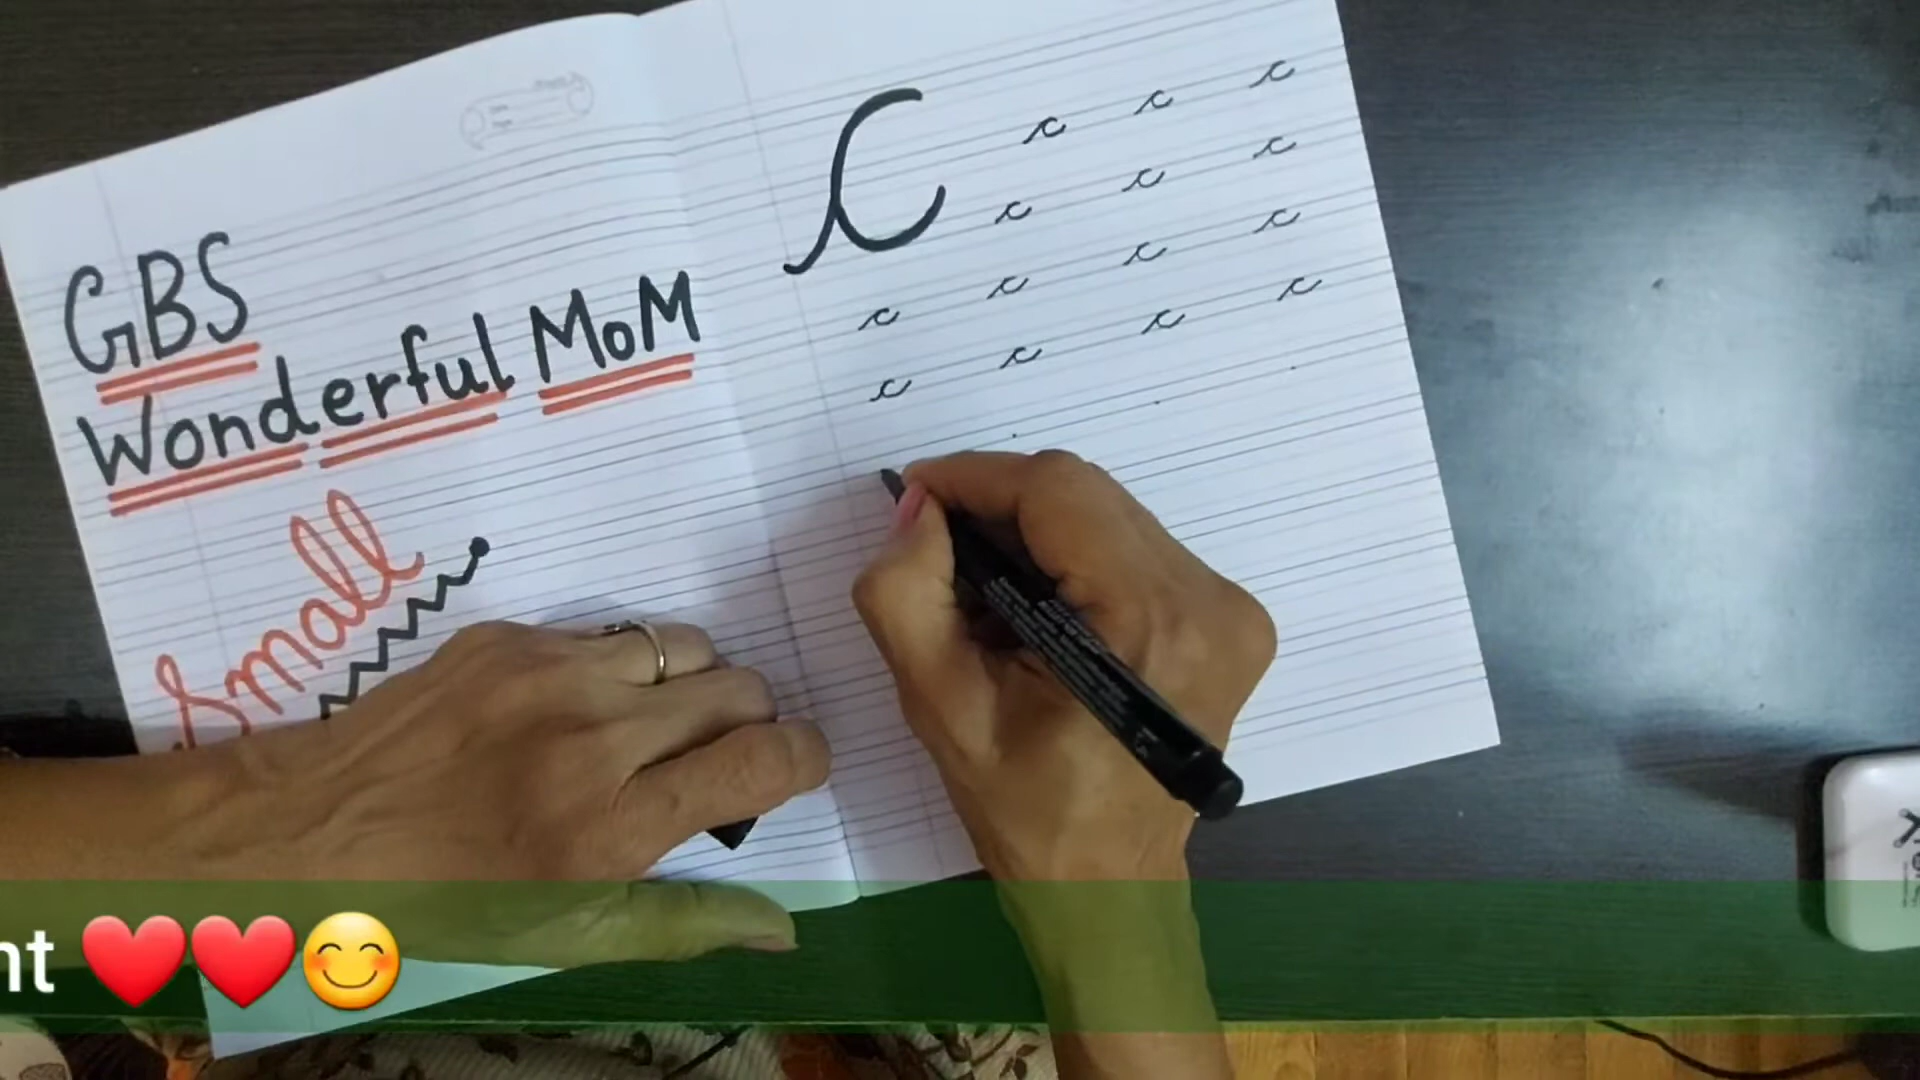 GBS
Wonderful MoM
Small
C c c c
c c c
c c c c
c c c c
nt ❤️❤️😊